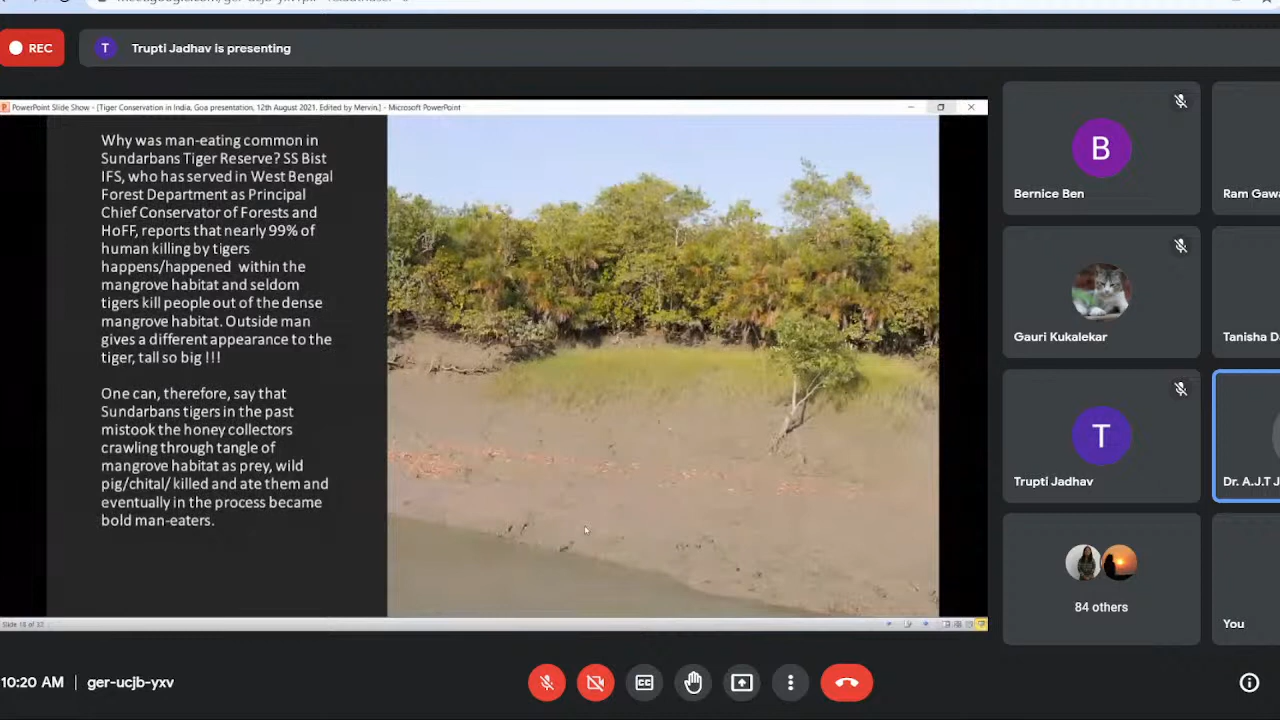 REC
T
Trupti Jadhav is presenting
PowerPoint Slide Show - [Tiger Conservation in India, Goa presentation, 12th August 2021. Edited by Mervin.] - Microsoft PowerPoint
Why was man-eating common in
Sundarbans Tiger Reserve? SS Bist
IFS, who has served in West Bengal
Forest Department as Principal
Chief Conservator of Forests and
HoFF, reports that nearly 99% of
human killing by tigers
happens/happened within the
mangrove habitat and seldom
tigers kill people out of the dense
mangrove habitat. Outside man
gives a different appearance to the
tiger, tall so big !!!
One can, therefore, say that
Sundarbans tigers in the past
mistook the honey collectors
crawling through tangle of
mangrove habitat as prey, wild
pig/chital/ killed and ate them and
eventually in the process became
bold man-eaters.
B
Bernice Ben
Ram Gawa
Gauri Kukalekar
Tanisha D
T
Trupti Jadhav
Dr. A.J.T J
84 others
You
10:20 AM | ger-ucjb-yxv
CC